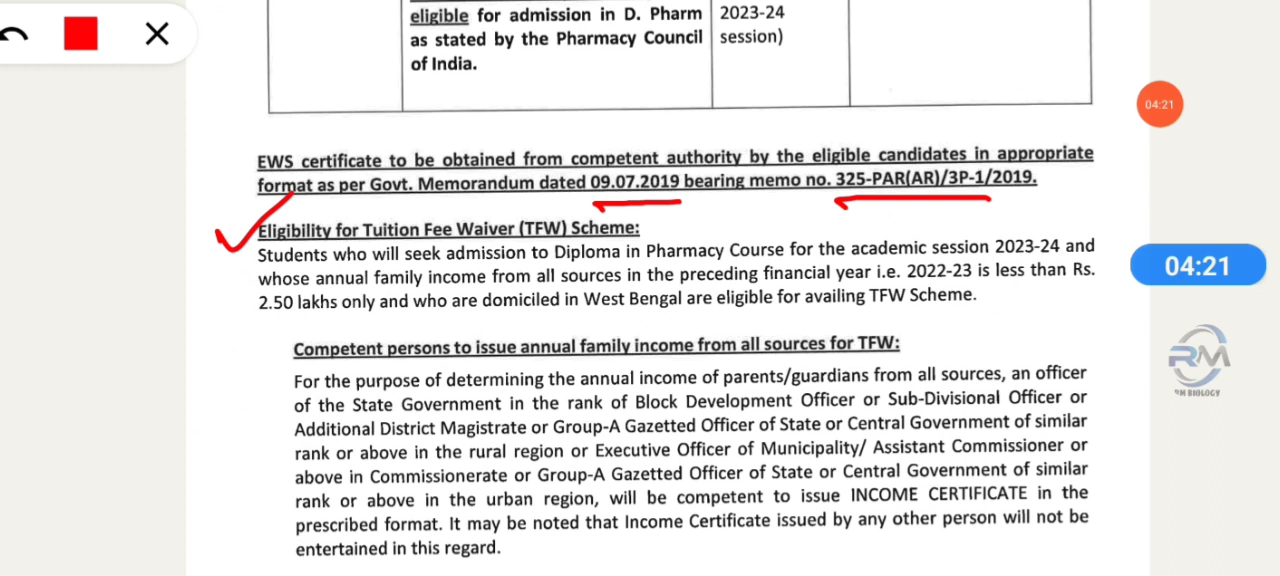 eligible for admission in D. Pharm
as stated by the Pharmacy Council
of India.
2023-24
session)
04:21
EWS certificate to be obtained from competent authority by the eligible candidates in appropriate
format as per Govt. Memorandum dated 09.07.2019 bearing memo no. 325-PAR(AR)/3P-1/2019.
Eligibility for Tuition Fee Waiver (TFW) Scheme:
Students who will seek admission to Diploma in Pharmacy Course for the academic session 2023-24 and
whose annual family income from all sources in the preceding financial year i.e. 2022-23 is less than Rs.
2.50 lakhs only and who are domiciled in West Bengal are eligible for availing TFW Scheme.
04:21
Competent persons to issue annual family income from all sources for TFW:
For the purpose of determining the annual income of parents/guardians from all sources, an officer
of the State Government in the rank of Block Development Officer or Sub-Divisional Officer or
Additional District Magistrate or Group-A Gazetted Officer of State or Central Government of similar
rank or above in the rural region or Executive Officer of Municipality/ Assistant Commissioner or
above in Commissionerate or Group-A Gazetted Officer of State or Central Government of similar
rank or above in the urban region, will be competent to issue INCOME CERTIFICATE in the
prescribed format. It may be noted that Income Certificate issued by any other person will not be
entertained in this regard.
RM
RM BIOLOGY